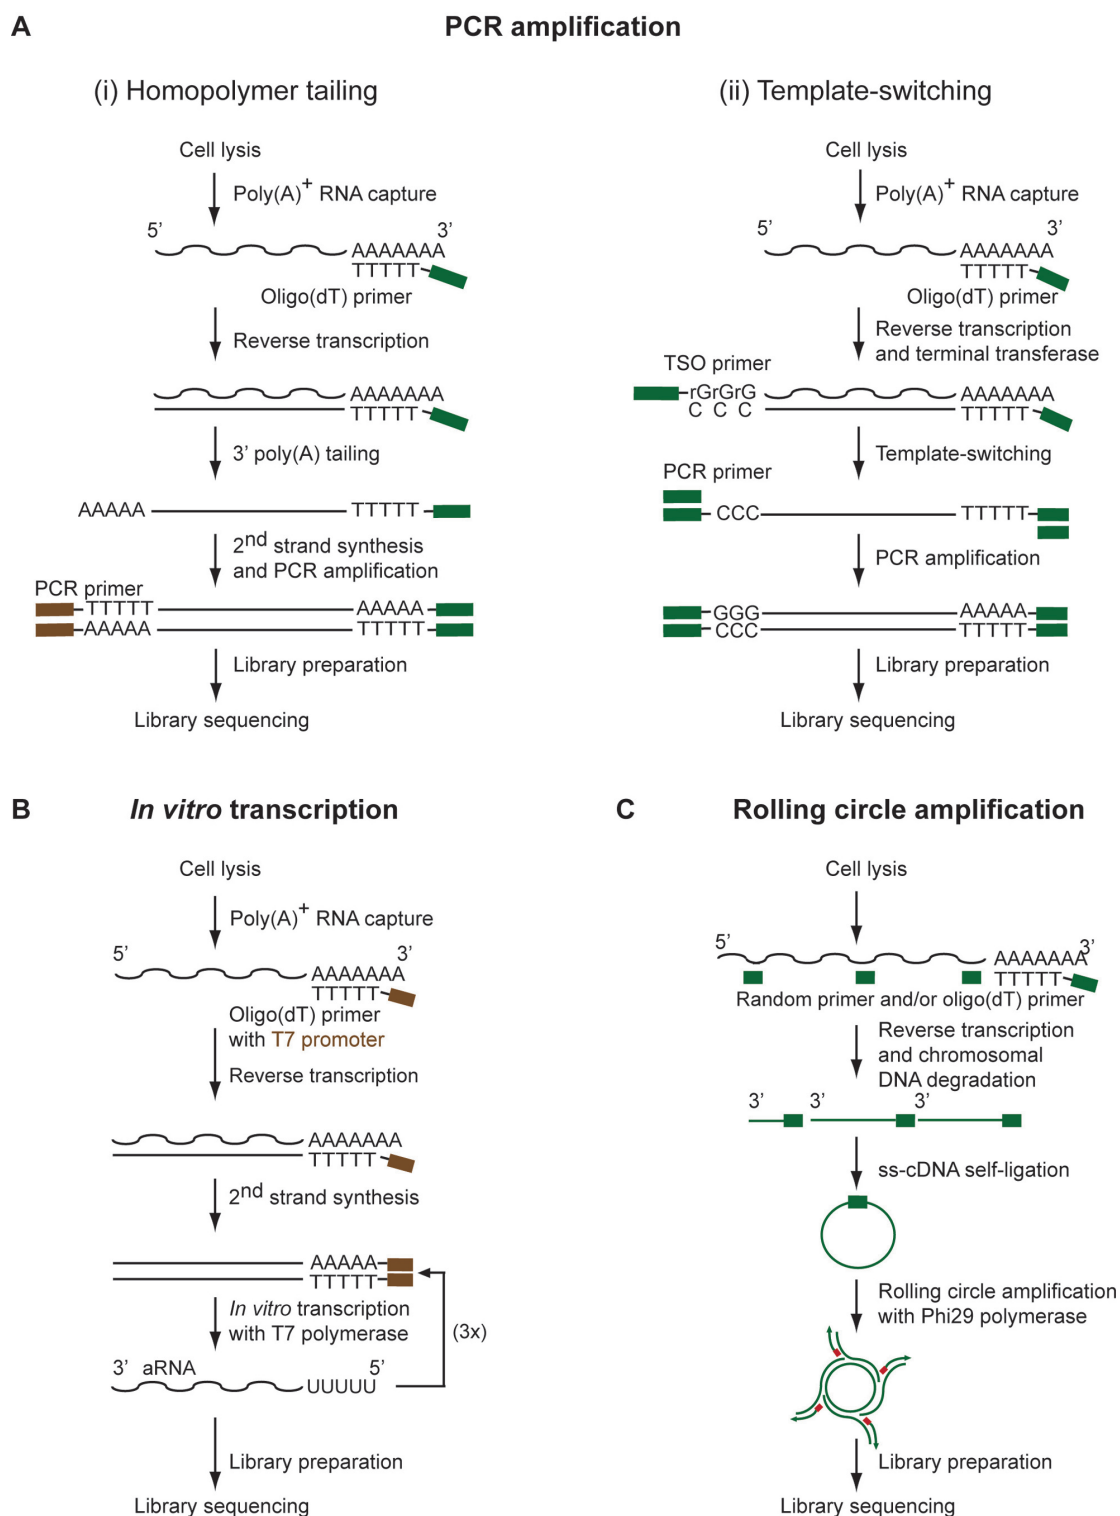 A
PCR amplification
(i) Homopolymer tailing
Cell lysis
Poly(A)+ RNA capture
5’ 3’
AAAAAAA
TTTTT
Oligo(dT) primer
Reverse transcription
AAAAAAA
TTTTT
3’ poly(A) tailing
AAAAA TTTTT
2nd strand synthesis
and PCR amplification
PCR primer
TTTTT AAAAA
AAAAA TTTTT
Library preparation
Library sequencing
(ii) Template-switching
Cell lysis
Poly(A)+ RNA capture
5’ 3’
AAAAAAA
TTTTT
Oligo(dT) primer
Reverse transcription
and terminal transferase
TSO primer
rGrGrG AAAAAAA
C C C TTTTT
Template-switching
PCR primer
CCC TTTTT
PCR amplification
GGG AAAAA
CCC TTTTT
Library preparation
Library sequencing
B
In vitro transcription
Cell lysis
Poly(A)+ RNA capture
5’ 3’
AAAAAAA
TTTTT
Oligo(dT) primer
with T7 promoter
Reverse transcription
AAAAAAA
TTTTT
2nd strand synthesis
AAAAA
TTTTT
In vitro transcription
with T7 polymerase
(3x)
3’ aRNA 5’
UUUUU
Library preparation
Library sequencing
C
Rolling circle amplification
Cell lysis
5’ 3’
AAAAAAA
TTTTT
Random primer and/or oligo(dT) primer
Reverse transcription
and chromosomal
DNA degradation
3’ 3’ 3’
ss-cDNA self-ligation
Rolling circle amplification
with Phi29 polymerase
Library preparation
Library sequencing